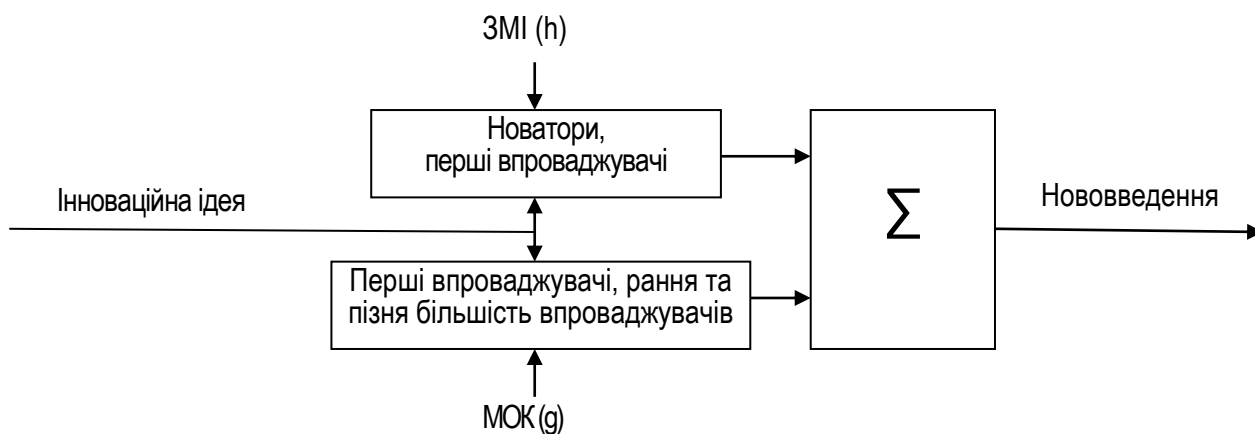 ЗМІ (h)
Новатори,
перші впроваджувачі
Інноваційна ідея
Σ
Нововведення
Перші впроваджувачі, рання та
пізня більшість впроваджувачів
МОК (g)